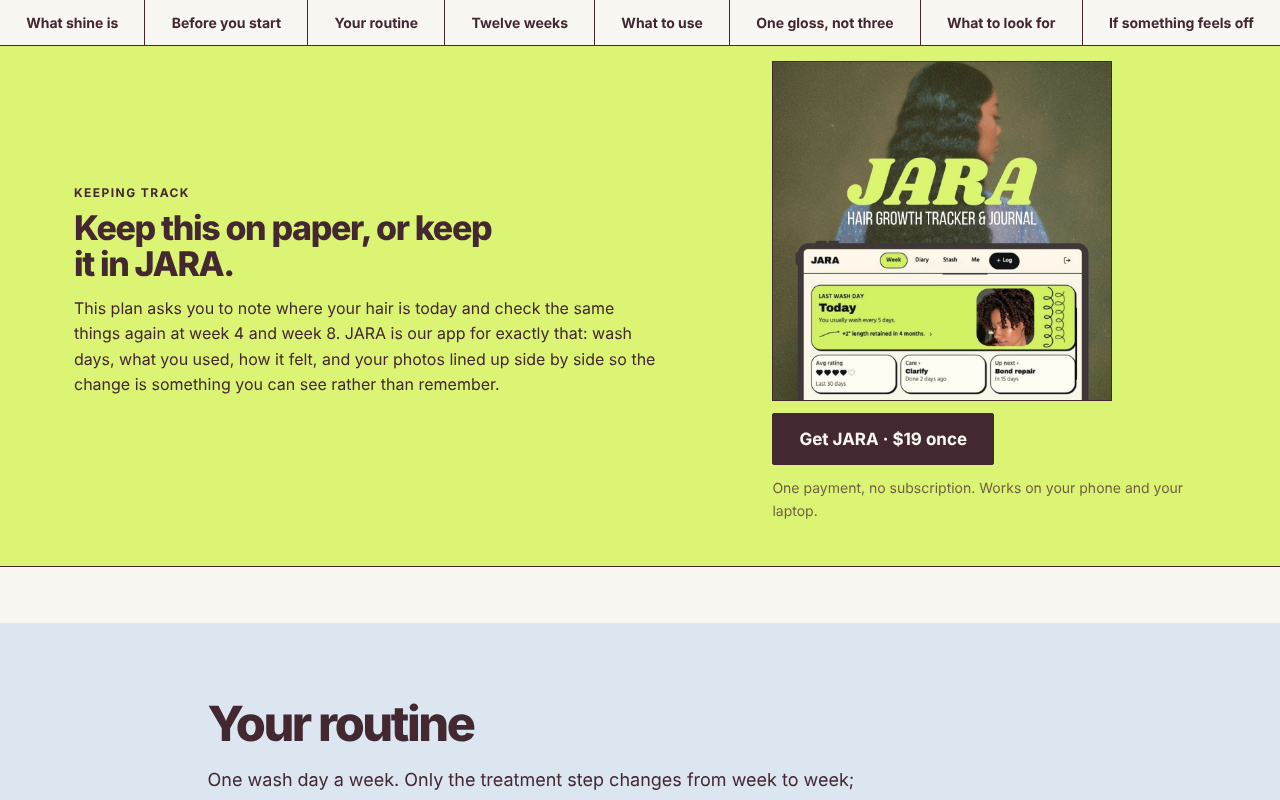 What shine is
Before you start
Your routine
Twelve weeks
What to use
One gloss, not three
What to look for
If something feels off
KEEPING TRACK
Keep this on paper, or keep
it in JARA.
This plan asks you to note where your hair is today and check the same
things again at week 4 and week 8. JARA is our app for exactly that: wash
days, what you used, how it felt, and your photos lined up side by side so the
change is something you can see rather than remember.
JARA
HAIR GROWTH TRACKER & JOURNAL
JARA
Week
Diary
Stash
Me
+ Log
LAST WASH DAY
Today
You usually wash every 5 days.
+2" length retained in 4 months. ›
Avg rating
Last 30 days
Care ›
Clarify
Done 2 days ago
Up next ›
Bond repair
In 15 days
Get JARA · $19 once
One payment, no subscription. Works on your phone and your
laptop.
Your routine
One wash day a week. Only the treatment step changes from week to week;